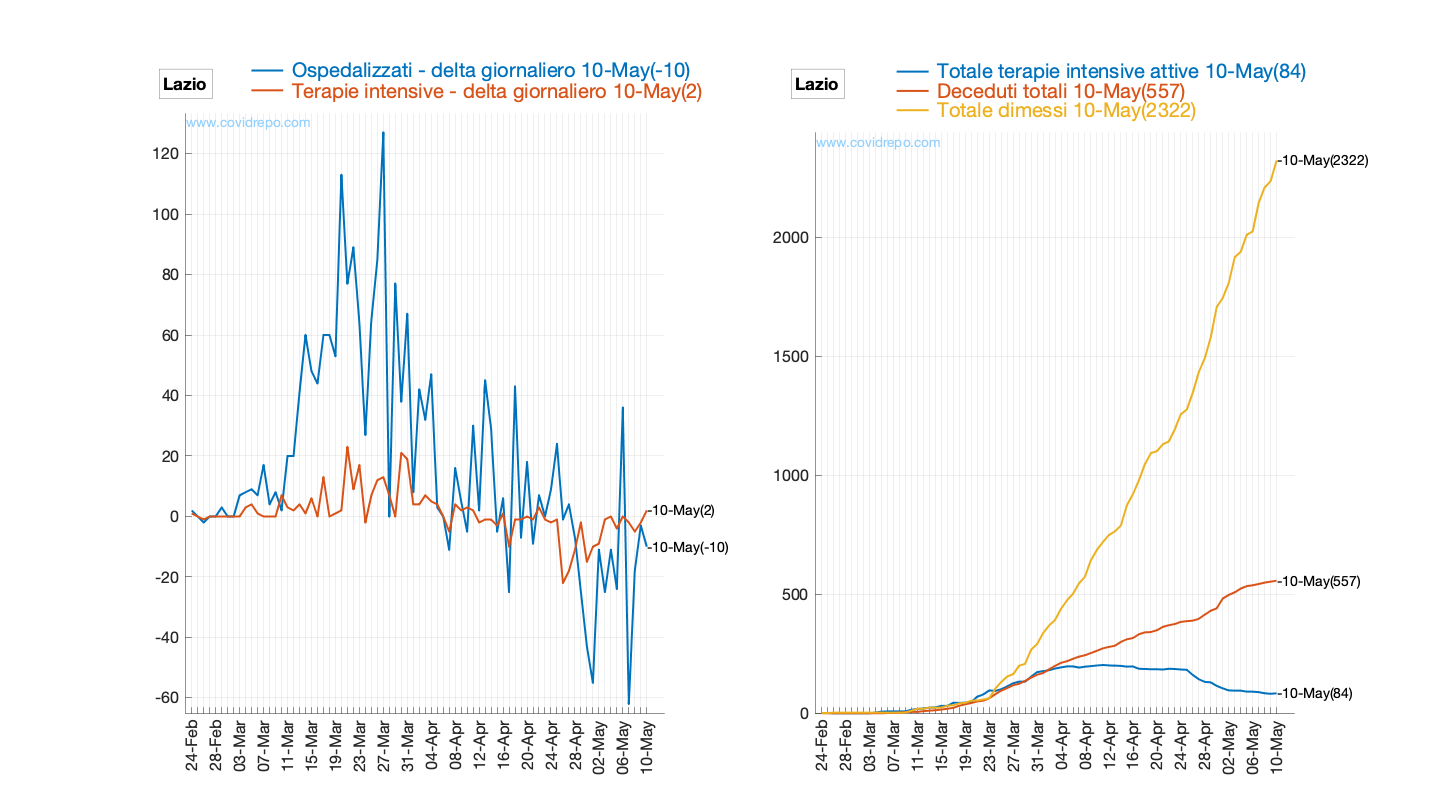 Lazio
Ospedalizzati - delta giornaliero 10-May(-10)
Terapie intensive - delta giornaliero 10-May(2)
www.covidrepo.com
120
100
80
60
40
20
0
-20
-40
-60
-10-May(2)
-10-May(-10)
24-Feb
28-Feb
03-Mar
07-Mar
11-Mar
15-Mar
19-Mar
23-Mar
27-Mar
31-Mar
04-Apr
08-Apr
12-Apr
16-Apr
20-Apr
24-Apr
28-Apr
02-May
06-May
10-May
Lazio
Totale terapie intensive attive 10-May(84)
Deceduti totali 10-May(557)
Totale dimessi 10-May(2322)
www.covidrepo.com
2000
1500
1000
500
0
-10-May(2322)
-10-May(557)
-10-May(84)
24-Feb
28-Feb
03-Mar
07-Mar
11-Mar
15-Mar
19-Mar
23-Mar
27-Mar
31-Mar
04-Apr
08-Apr
12-Apr
16-Apr
20-Apr
24-Apr
28-Apr
02-May
06-May
10-May